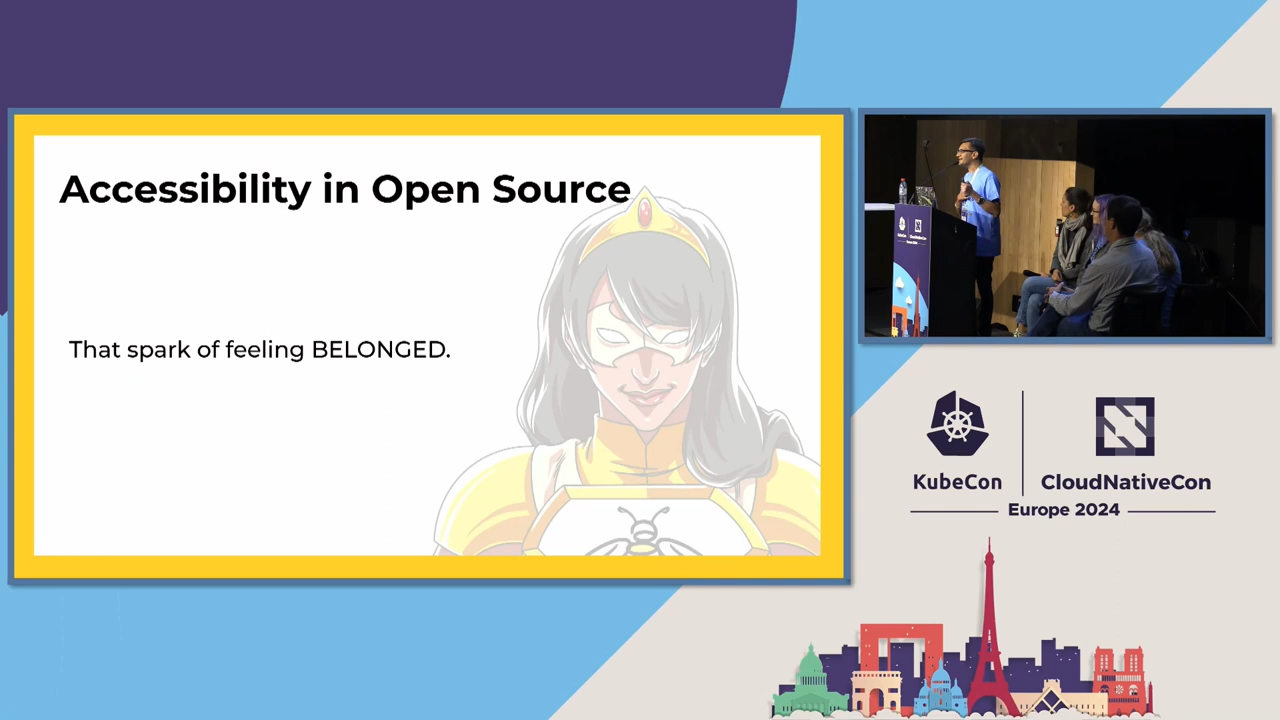 Accessibility in Open Source
That spark of feeling BELONGED.
KubeCon
CloudNativeCon
Europe 2024